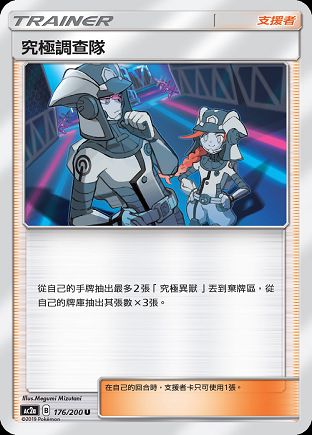 TRAINER
支援者
究極調查隊
從自己的手牌抽出最多2張「究極異獸」丟到棄牌區，從
自己的牌庫抽出其張數×3張。
Illus.Megumi Mizutani
AC2a B 176/200 U
©2019 Pokémon
在自己的回合時，支援者卡只可使用1張。